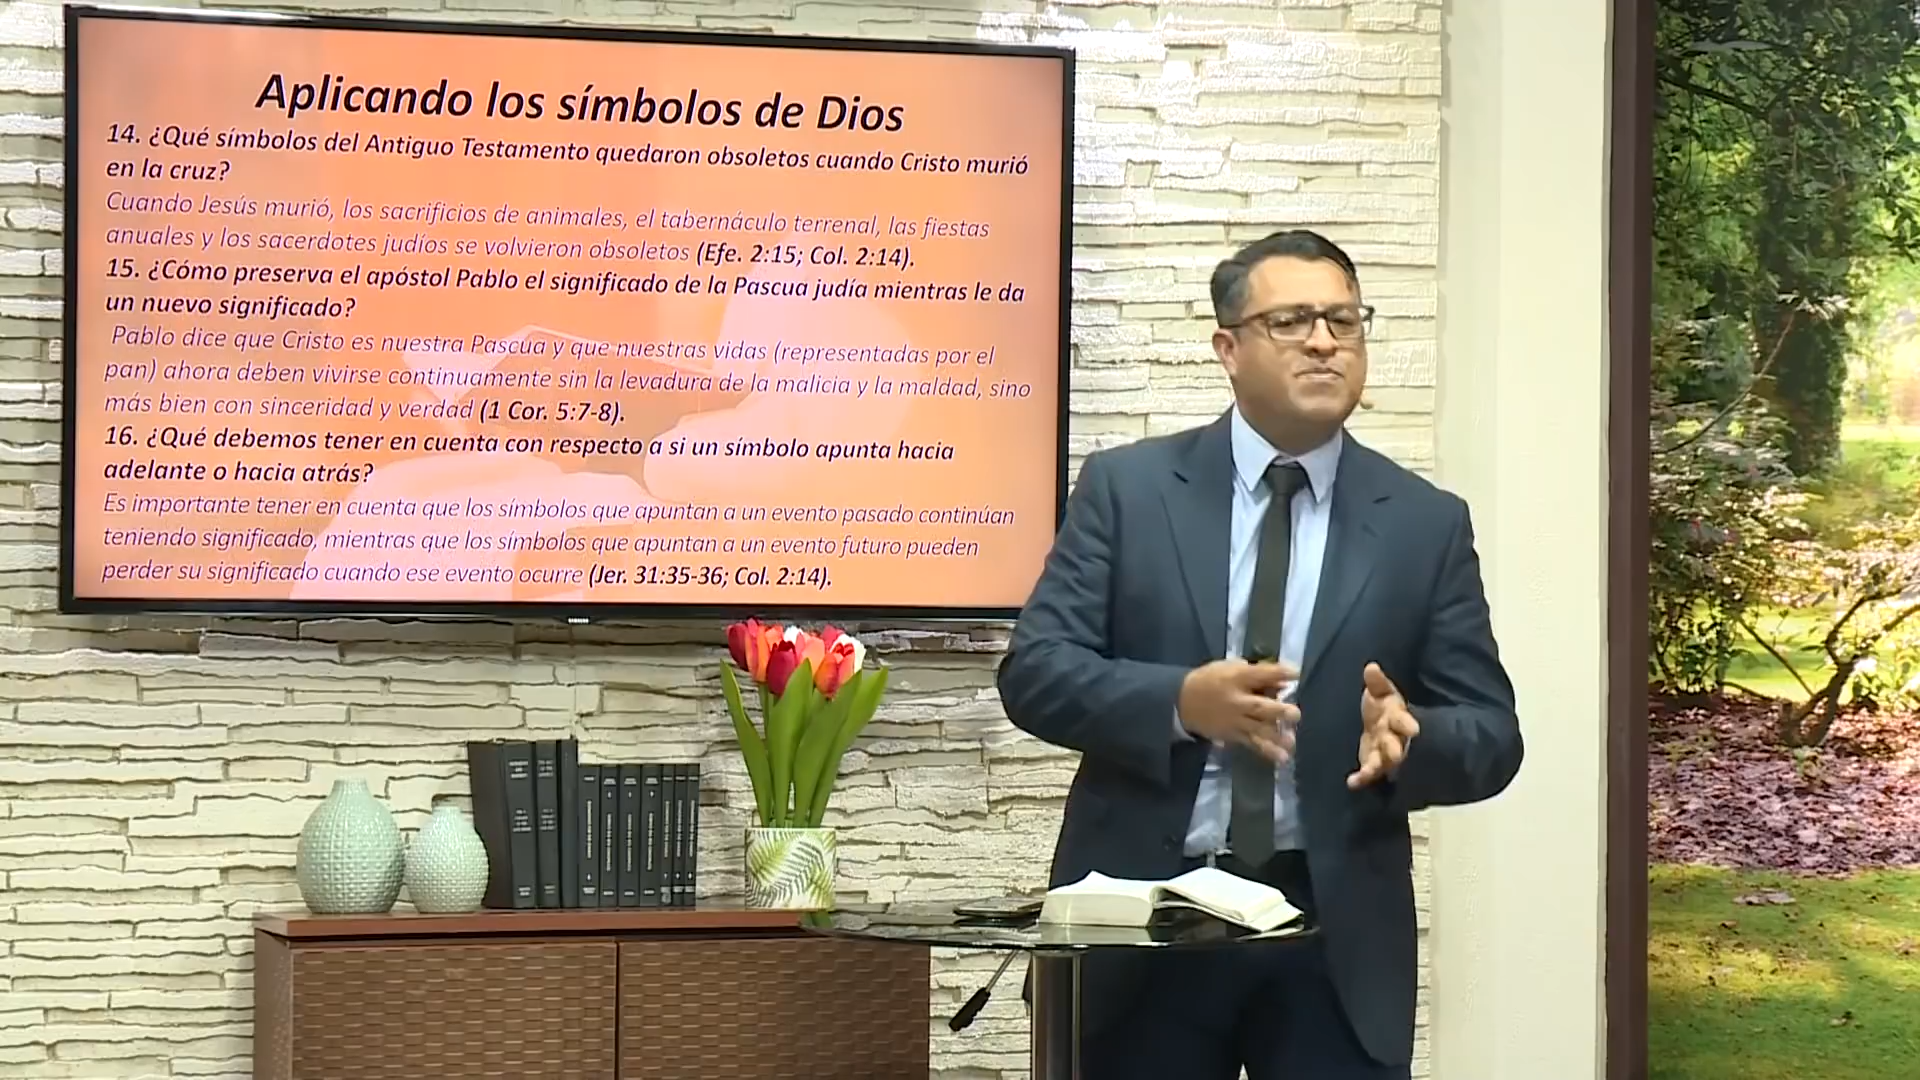 Aplicando los símbolos de Dios
14. ¿Qué símbolos del Antiguo Testamento quedaron obsoletos cuando Cristo murió
en la cruz?
Cuando Jesús murió, los sacrificios de animales, el tabernáculo terrenal, las fiestas
anuales y los sacerdotes judíos se volvieron obsoletos (Efe. 2:15; Col. 2:14).
15. ¿Cómo preserva el apóstol Pablo el significado de la Pascua judía mientras le da
un nuevo significado?
Pablo dice que Cristo es nuestra Pascua y que nuestras vidas (representadas por el
pan) ahora deben vivirse continuamente sin la levadura de la malicia y la maldad, sino
más bien con sinceridad y verdad (1 Cor. 5:7-8).
16. ¿Qué debemos tener en cuenta con respecto a si un símbolo apunta hacia
adelante o hacia atrás?
Es importante tener en cuenta que los símbolos que apuntan a un evento pasado continúan
teniendo significado, mientras que los símbolos que apuntan a un evento futuro pueden
perder su significado cuando ese evento ocurre (Jer. 31:35-36; Col. 2:14).
SAMSUNG